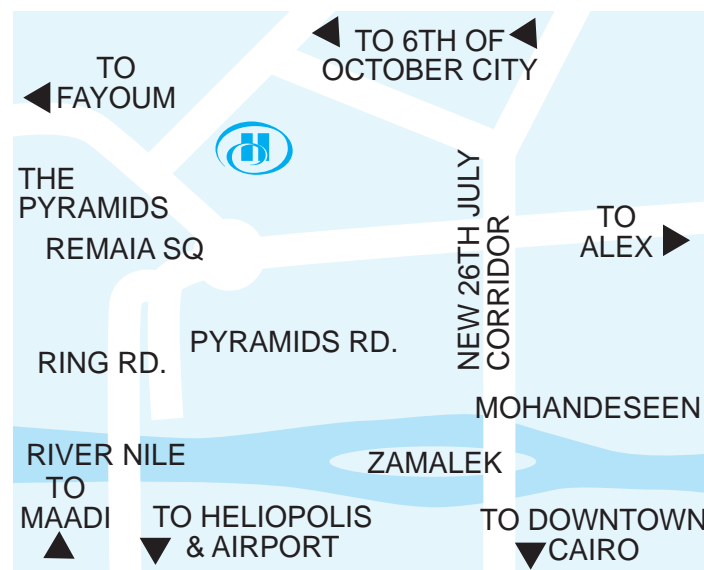 TO 6TH OF
OCTOBER CITY
TO
FAYOUM
H
THE
PYRAMIDS
REMAIA SQ
NEW 26TH JULY
CORRIDOR
TO
ALEX
PYRAMIDS RD.
RING RD.
MOHANDESEEN
RIVER NILE
ZAMALEK
TO
MAADI
TO HELIOPOLIS
& AIRPORT
TO DOWNTOWN
CAIRO